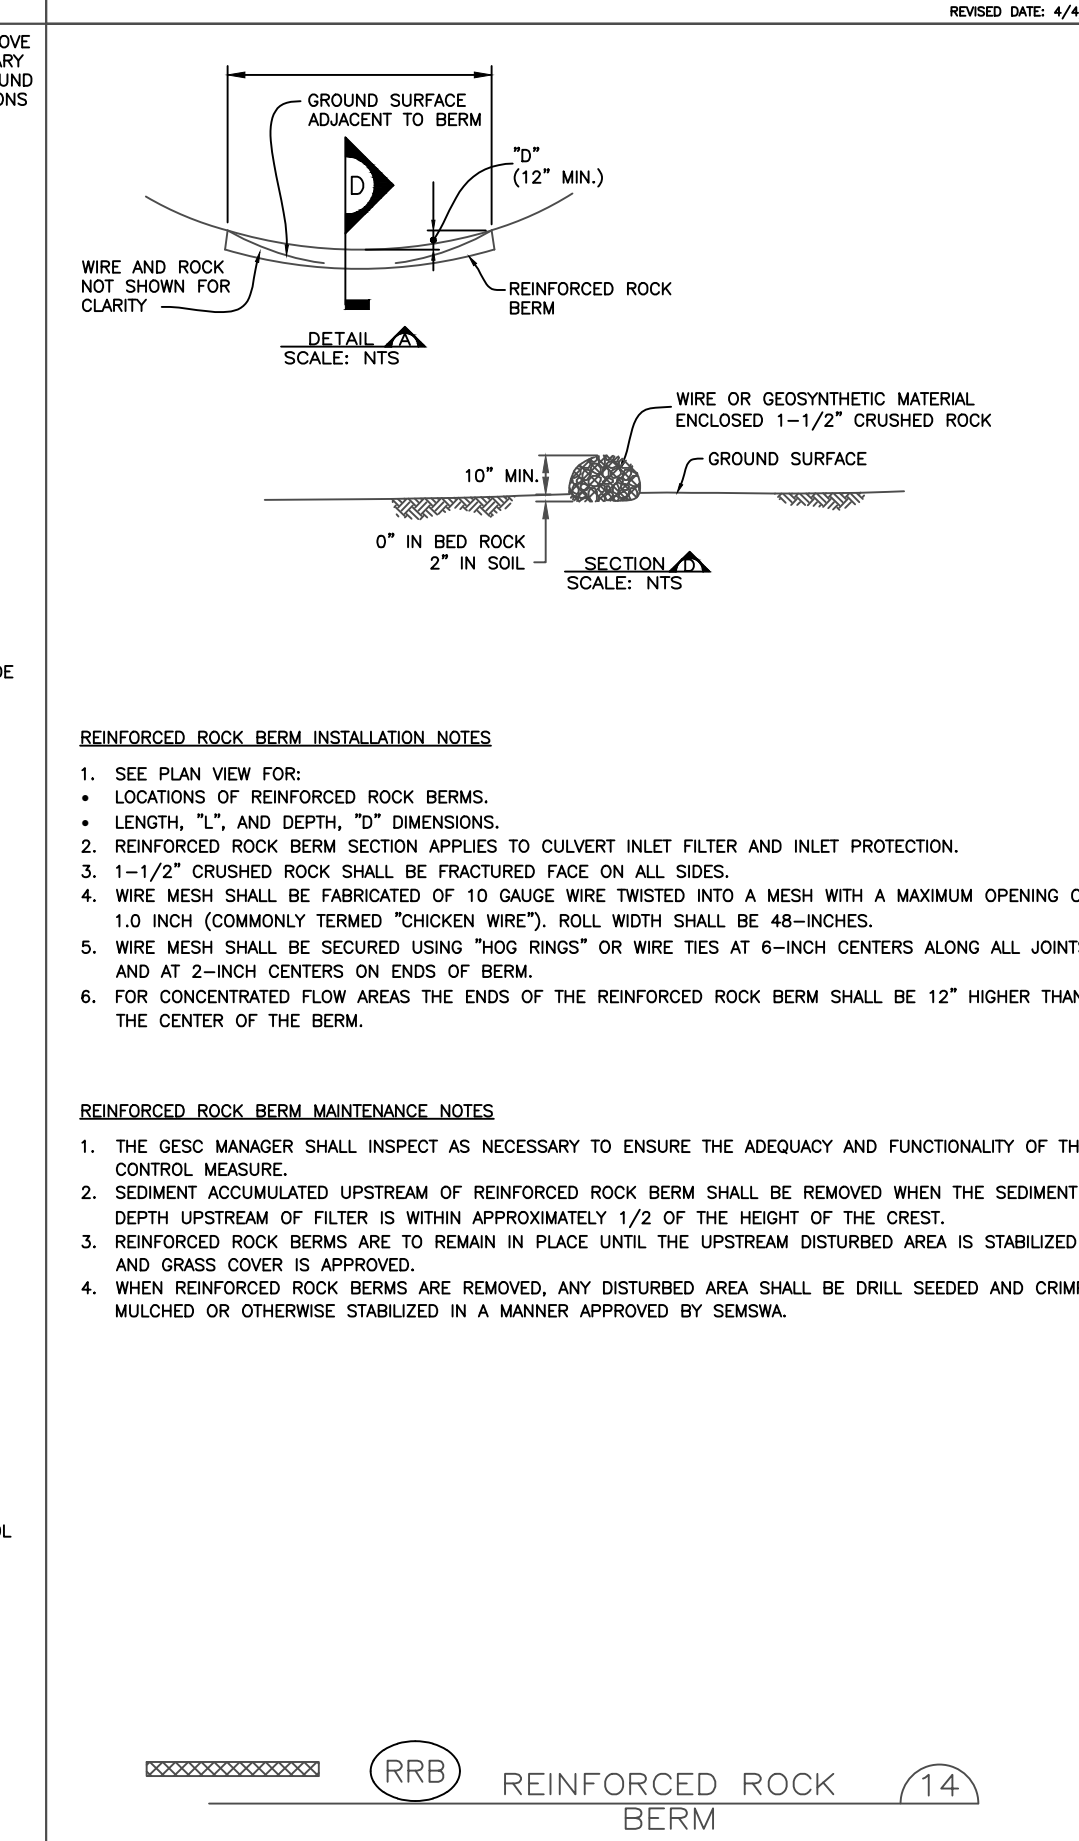 REVISED DATE: 4/4
GROUND SURFACE
ADJACENT TO BERM
"D"
(12" MIN.)
D
WIRE AND ROCK
NOT SHOWN FOR
CLARITY
REINFORCED ROCK
BERM
DETAIL A
SCALE: NTS
WIRE OR GEOSYNTHETIC MATERIAL
ENCLOSED 1-1/2" CRUSHED ROCK
GROUND SURFACE
10" MIN.
0" IN BED ROCK
2" IN SOIL
SECTION D
SCALE: NTS
REINFORCED ROCK BERM INSTALLATION NOTES
1. SEE PLAN VIEW FOR:
• LOCATIONS OF REINFORCED ROCK BERMS.
• LENGTH, "L", AND DEPTH, "D" DIMENSIONS.
2. REINFORCED ROCK BERM SECTION APPLIES TO CULVERT INLET FILTER AND INLET PROTECTION.
3. 1-1/2" CRUSHED ROCK SHALL BE FRACTURED FACE ON ALL SIDES.
4. WIRE MESH SHALL BE FABRICATED OF 10 GAUGE WIRE TWISTED INTO A MESH WITH A MAXIMUM OPENING
1.0 INCH (COMMONLY TERMED "CHICKEN WIRE"). ROLL WIDTH SHALL BE 48-INCHES.
5. WIRE MESH SHALL BE SECURED USING "HOG RINGS" OR WIRE TIES AT 6-INCH CENTERS ALONG ALL JOINTS
AND AT 2-INCH CENTERS ON ENDS OF BERM.
6. FOR CONCENTRATED FLOW AREAS THE ENDS OF THE REINFORCED ROCK BERM SHALL BE 12" HIGHER THAN
THE CENTER OF THE BERM.
REINFORCED ROCK BERM MAINTENANCE NOTES
1. THE GESC MANAGER SHALL INSPECT AS NECESSARY TO ENSURE THE ADEQUACY AND FUNCTIONALITY OF TH
CONTROL MEASURE.
2. SEDIMENT ACCUMULATED UPSTREAM OF REINFORCED ROCK BERM SHALL BE REMOVED WHEN THE SEDIMENT
DEPTH UPSTREAM OF FILTER IS WITHIN APPROXIMATELY 1/2 OF THE HEIGHT OF THE CREST.
3. REINFORCED ROCK BERMS ARE TO REMAIN IN PLACE UNTIL THE UPSTREAM DISTURBED AREA IS STABILIZED
AND GRASS COVER IS APPROVED.
4. WHEN REINFORCED ROCK BERMS ARE REMOVED, ANY DISTURBED AREA SHALL BE DRILL SEEDED AND CRIM
MULCHED OR OTHERWISE STABILIZED IN A MANNER APPROVED BY SEMSWA.
RRB
REINFORCED ROCK
BERM
14